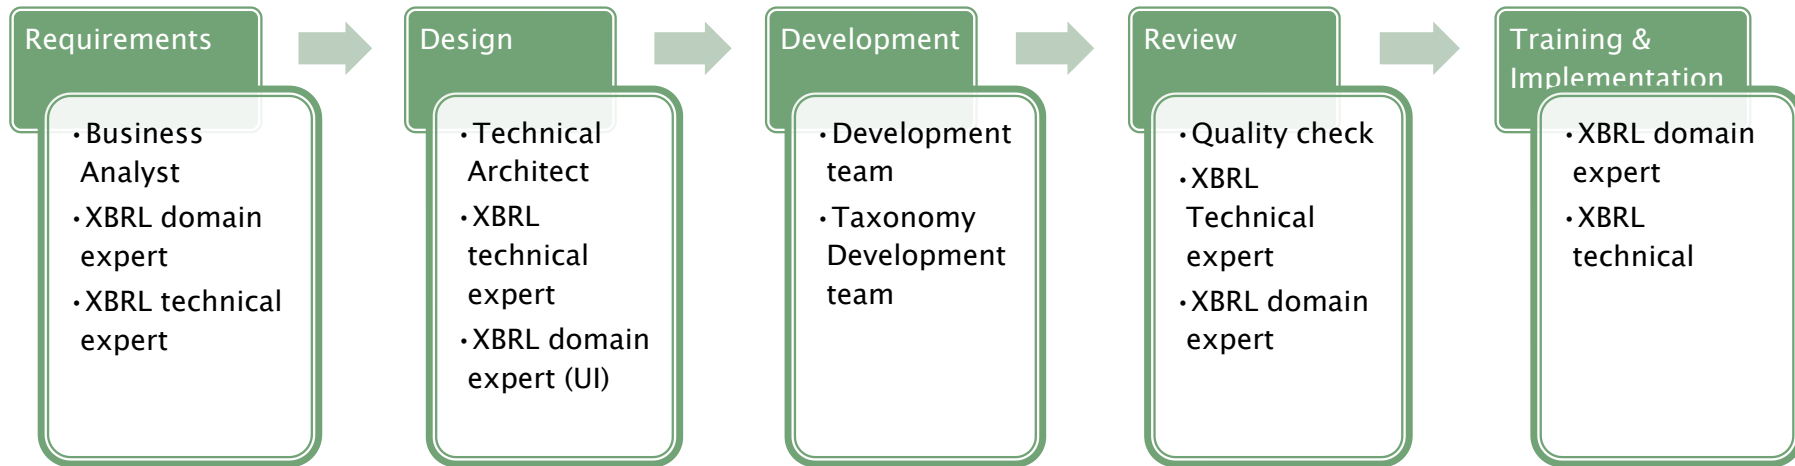 Requirements
•Business
Analyst
•XBRL domain
expert
•XBRL technical
expert
Design
•Technical
Architect
•XBRL
technical
expert
•XBRL domain
expert (UI)
Development
•Development
team
•Taxonomy
Development
team
Review
•Quality check
•XBRL
Technical
expert
•XBRL domain
expert
Training &
Implementation
•XBRL domain
expert
•XBRL
technical